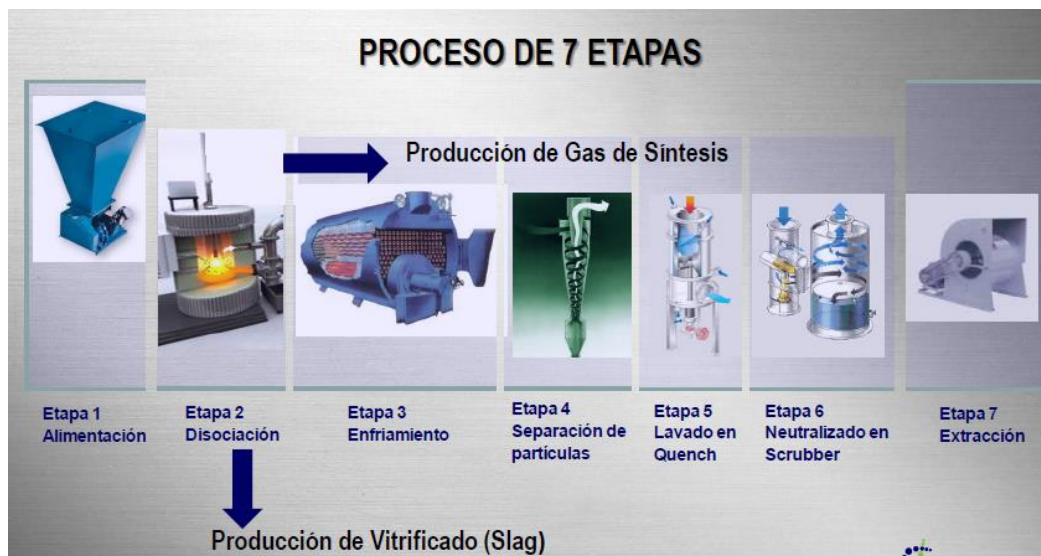 PROCESO DE 7 ETAPAS
Producción de Gas de Síntesis
Etapa 1
Alimentación
Etapa 2
Disociación
Etapa 3
Enfriamiento
Etapa 4
Separación de
partículas
Etapa 5
Lavado en
Quench
Etapa 6
Neutralizado en
Scrubber
Etapa 7
Extracción
Producción de Vitrificado (Slag)